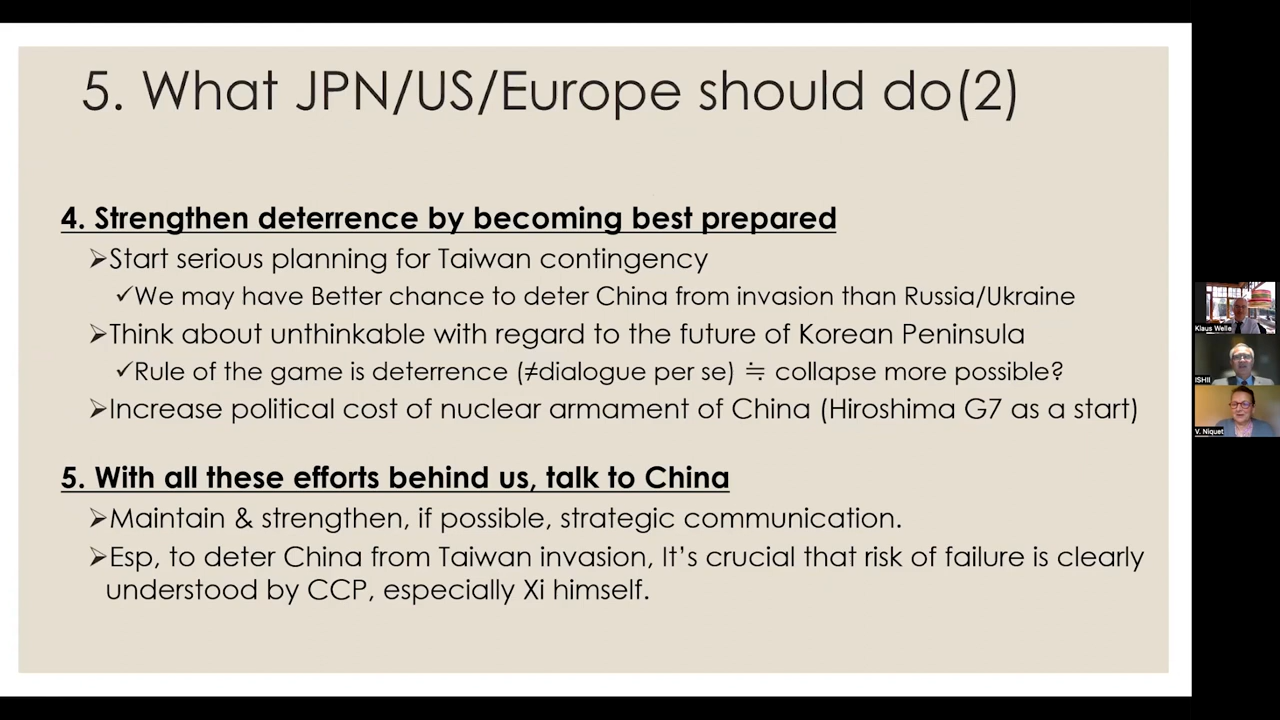 5. What JPN/US/Europe should do(2)
4. Strengthen deterrence by becoming best prepared
➢Start serious planning for Taiwan contingency
✓We may have Better chance to deter China from invasion than Russia/Ukraine
➢Think about unthinkable with regard to the future of Korean Peninsula
✓Rule of the game is deterrence (≠dialogue per se) ≒ collapse more possible?
➢Increase political cost of nuclear armament of China (Hiroshima G7 as a start)
5. With all these efforts behind us, talk to China
➢Maintain & strengthen, if possible, strategic communication.
➢Esp, to deter China from Taiwan invasion, It’s crucial that risk of failure is clearly
understood by CCP, especially Xi himself.
Klaus Welle
ISHII
V. Niquet